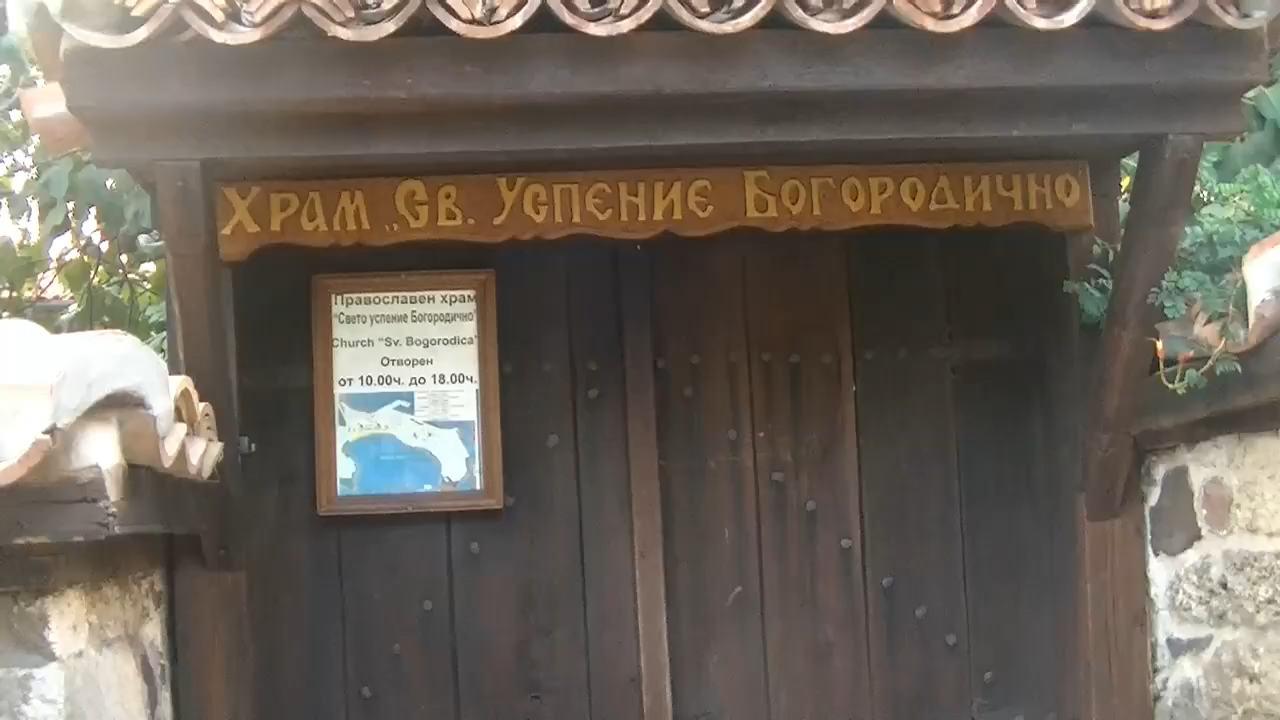 Храм „Св. Успение Богородично
Православен храм
"Свето успение Богородично"
Church "Sv. Bogorodica"
Отворен
от 10.00ч. до 18.00ч.